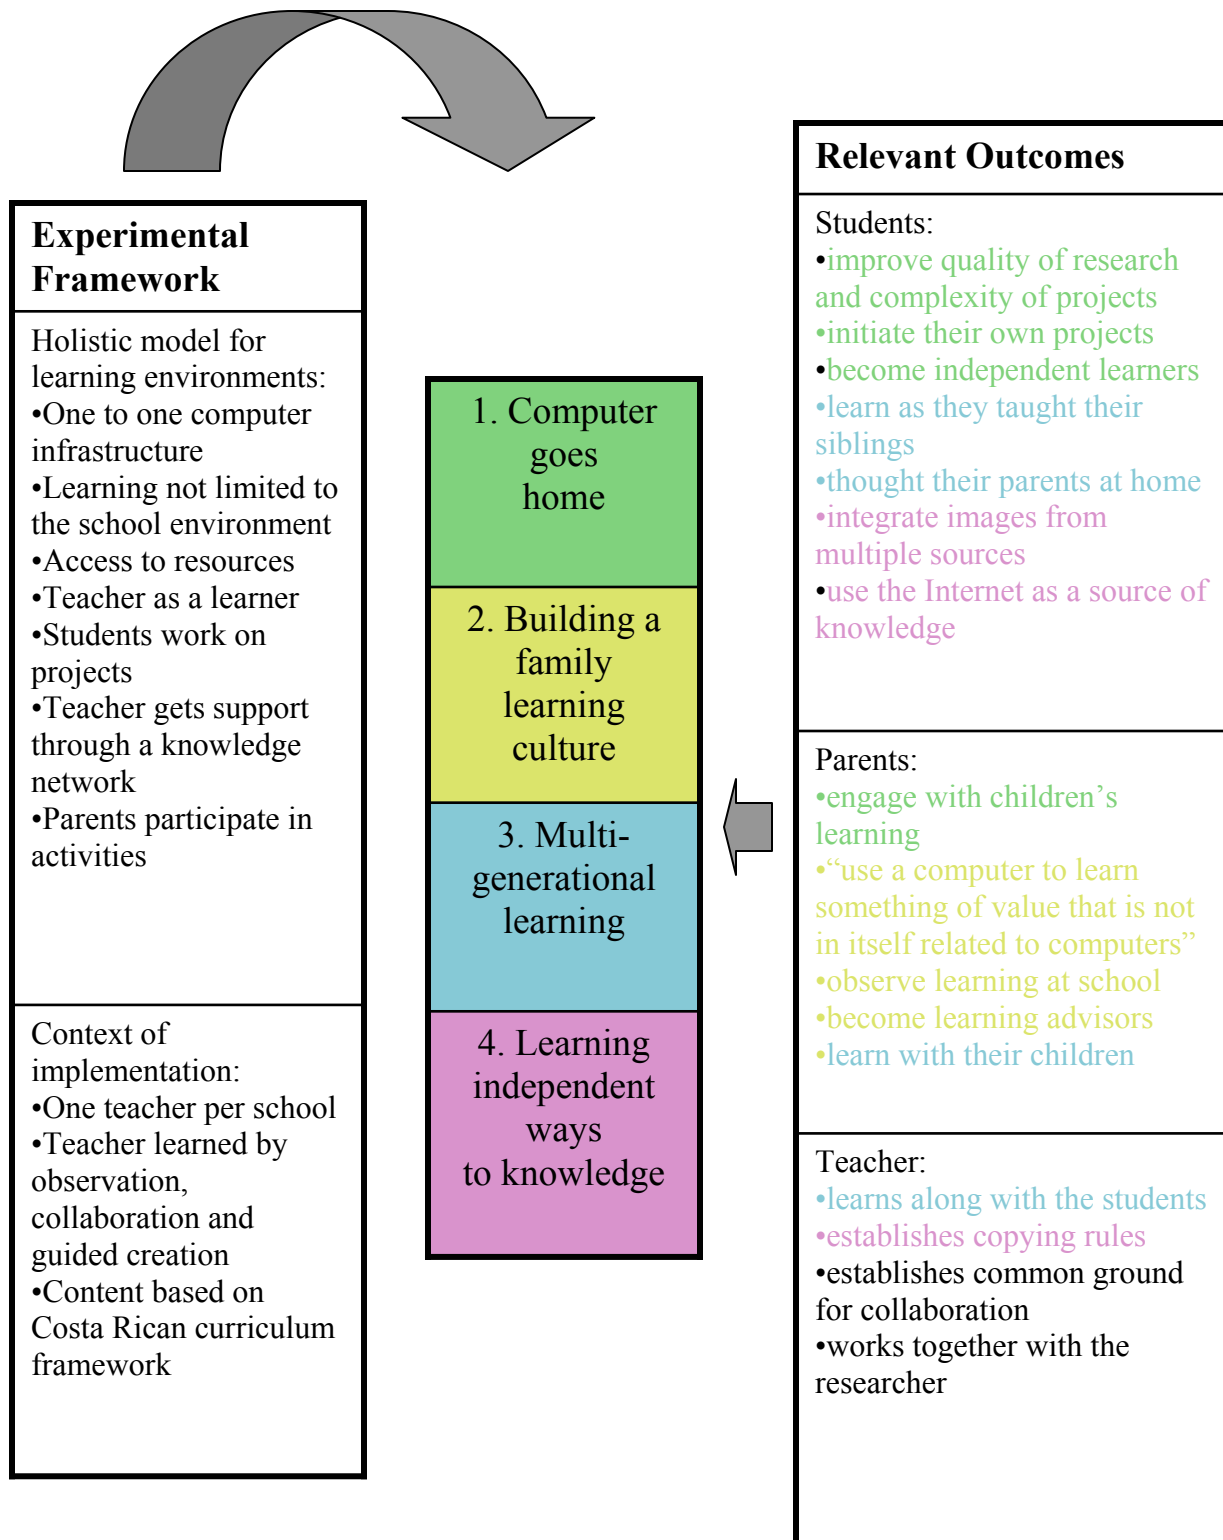 Experimental
Framework
Holistic model for
learning environments:
•One to one computer
infrastructure
•Learning not limited to
the school environment
•Access to resources
•Teacher as a learner
•Students work on
projects
•Teacher gets support
through a knowledge
network
•Parents participate in
activities
Context of
implementation:
•One teacher per school
•Teacher learned by
observation,
collaboration and
guided creation
•Content based on
Costa Rican curriculum
framework
1. Computer
goes
home
2. Building a
family
learning
culture
3. Multi-
generational
learning
4. Learning
independent
ways
to knowledge
Relevant Outcomes
Students:
•improve quality of research
and complexity of projects
•initiate their own projects
•become independent learners
•learn as they taught their
siblings
•thought their parents at home
•integrate images from
multiple sources
•use the Internet as a source of
knowledge
Parents:
•engage with children’s
learning
•“use a computer to learn
something of value that is not
in itself related to computers”
•observe learning at school
•become learning advisors
•learn with their children
Teacher:
•learns along with the students
•establishes copying rules
•establishes common ground
for collaboration
•works together with the
researcher